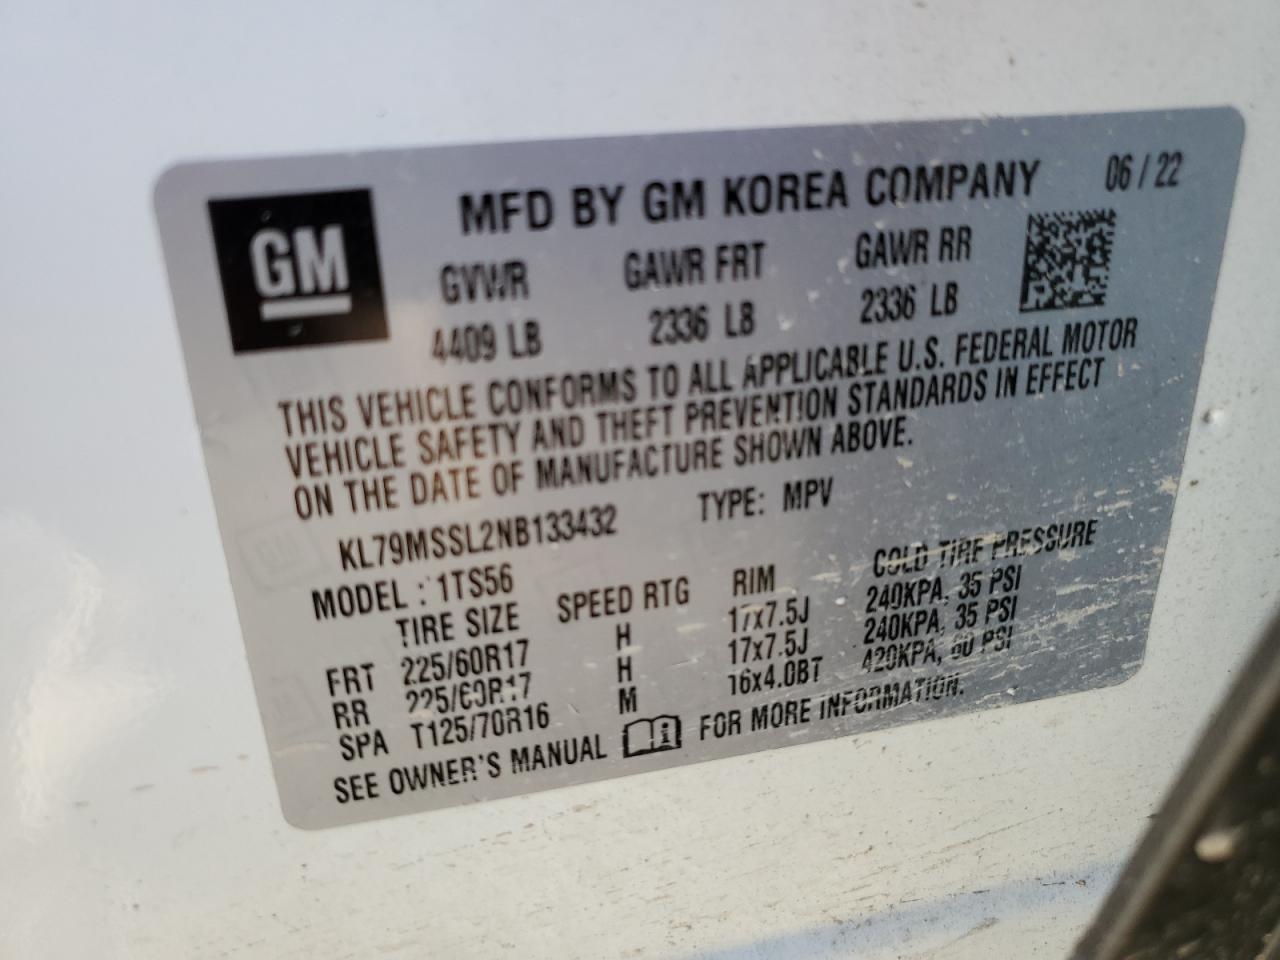 MFD BY GM KOREA COMPANY 06/22
GM
GVWR GAWR FRT GAWR RR
4409 LB 2336 LB 2336 LB
THIS VEHICLE CONFORMS TO ALL APPLICABLE U.S. FEDERAL MOTOR
VEHICLE SAFETY AND THEFT PREVENTION STANDARDS IN EFFECT
ON THE DATE OF MANUFACTURE SHOWN ABOVE.
KL79MSSL2NB133432 TYPE: MPV
MODEL : 1TS56
TIRE SIZE SPEED RTG RIM COLD TIRE PRESSURE
FRT 225/60R17 H 17x7.5J 240KPA, 35 PSI
RR 225/60R17 H 17x7.5J 240KPA, 35 PSI
SPA T125/70R16 M 16x4.0BT 420KPA, 60 PSI
SEE OWNER'S MANUAL FOR MORE INFORMATION.